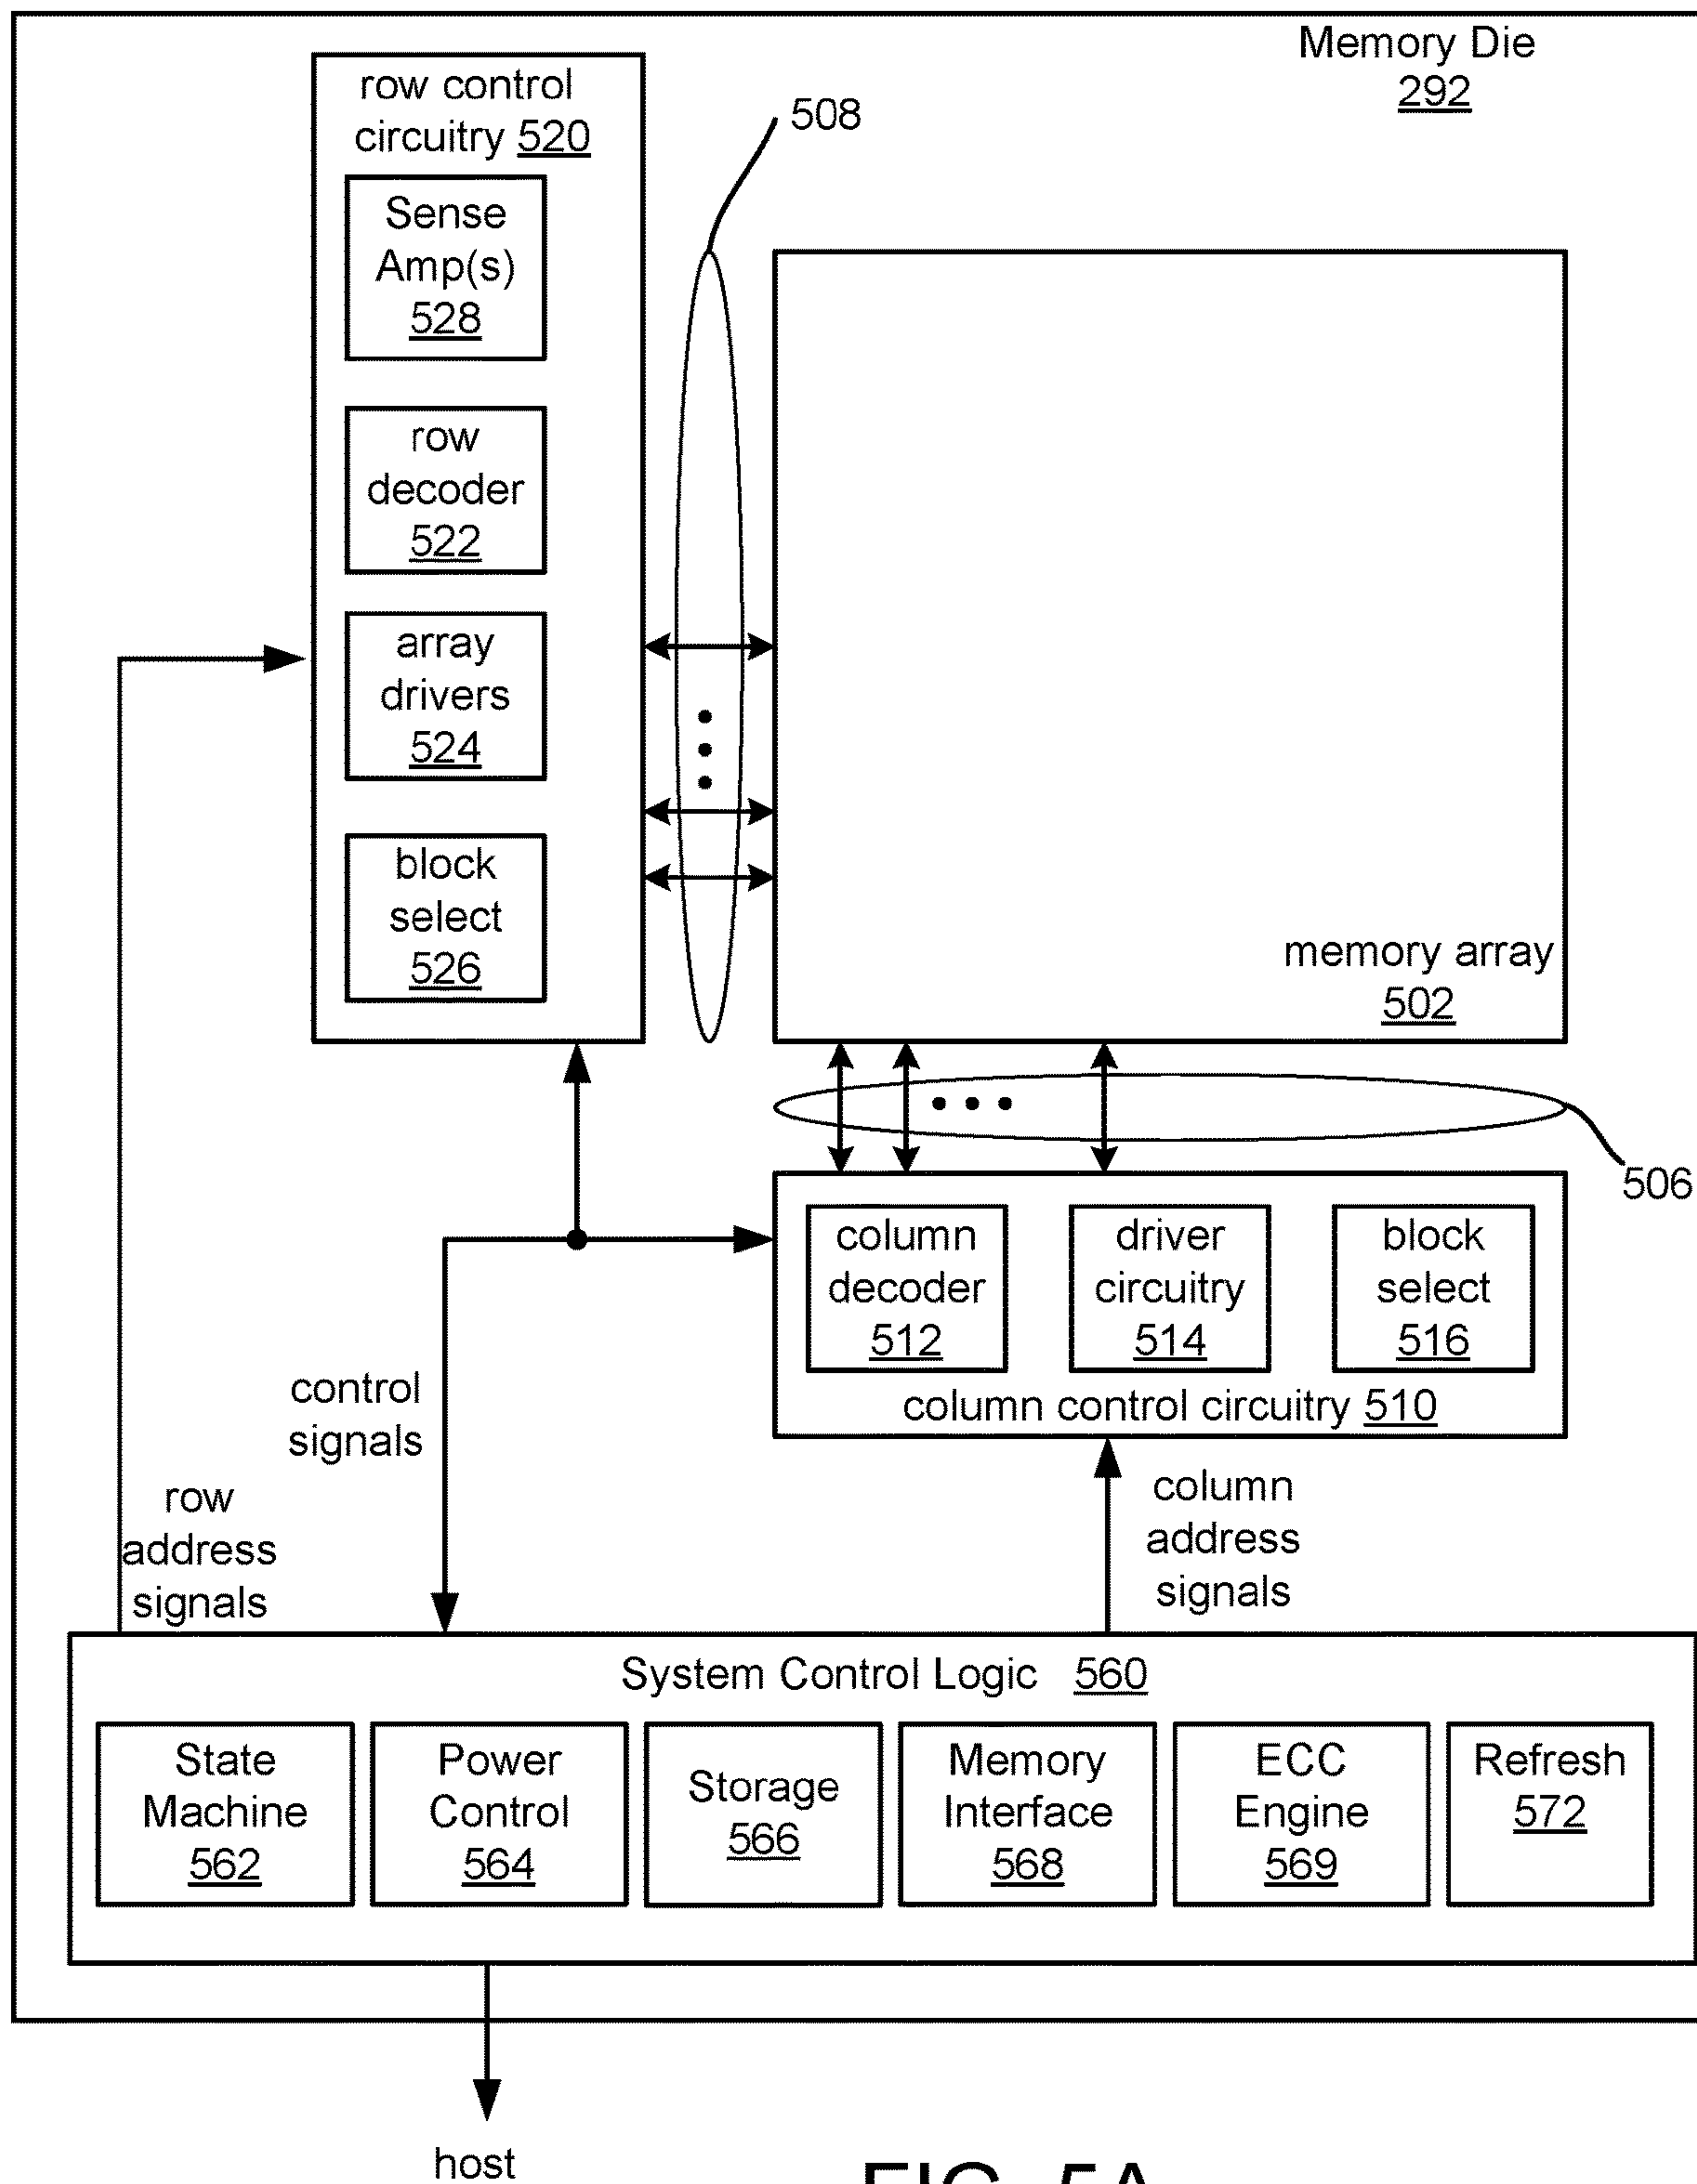 Memory Die
292
row control
circuitry 520
508
Sense
Amp(s)
528
row
decoder
522
array
drivers
524
block
select
526
memory array
502
506
column
decoder
512
driver
circuitry
514
block
select
516
column control circuitry 510
control
signals
row
address
signals
column
address
signals
System Control Logic 560
State
Machine
562
Power
Control
564
Storage
566
Memory
Interface
568
ECC
Engine
569
Refresh
572
host
FIG. 5A